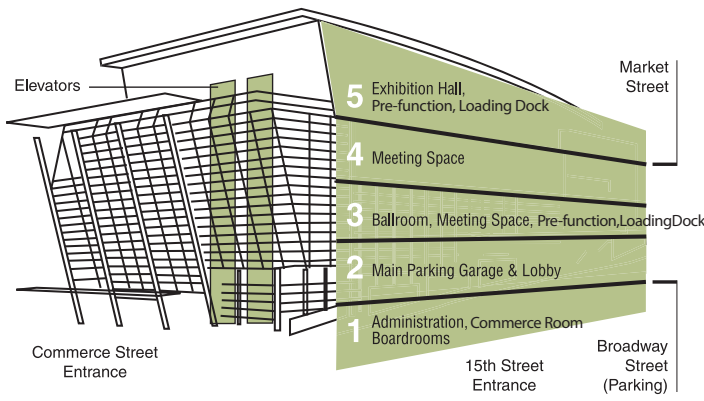 Elevators
5 Exhibition Hall,
Pre-function, Loading Dock
Market
Street
4 Meeting Space
3 Ballroom, Meeting Space, Pre-function,LoadingDock
2 Main Parking Garage & Lobby
1 Administration, Commerce Room
Boardrooms
Commerce Street
Entrance
15th Street
Entrance
Broadway
Street
(Parking)